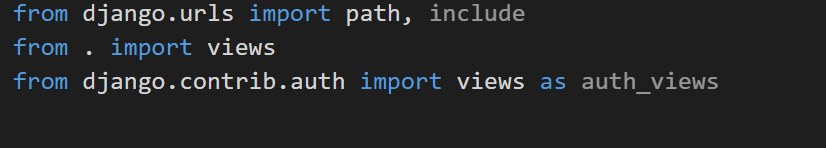 from django.urls import path, include
from . import views
from django.contrib.auth import views as auth_views